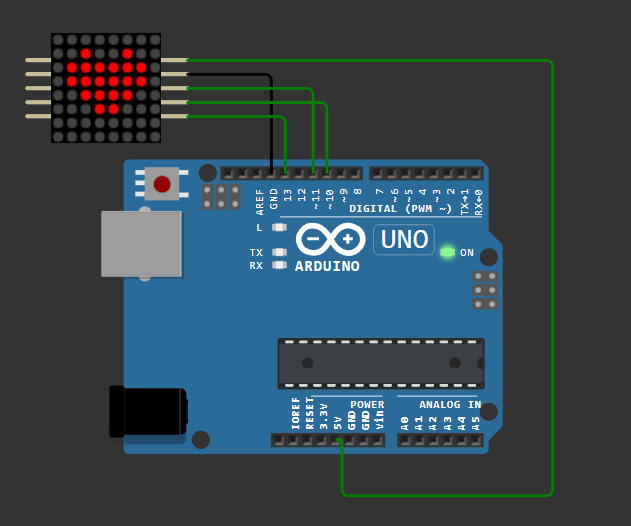 AREF
GND
13
12
~11
~10
~9
8
7
~6
~5
4
~3
2
TX→1
RX←0
DIGITAL (PWM ~)
L
TX
RX
UNO
ARDUINO
ON
IOREF
RESET
3.3V
5V
GND
GND
Vin
POWER
ANALOG IN
A0
A1
A2
A3
A4
A5